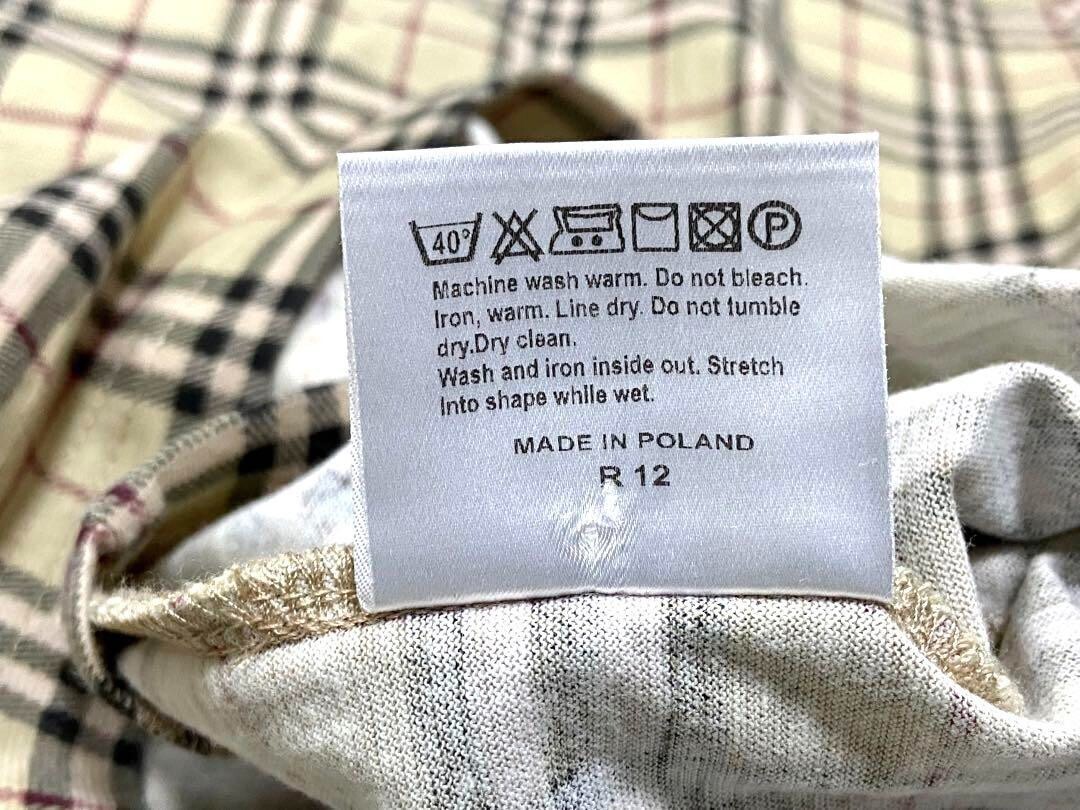 40° P
Machine wash warm. Do not bleach.
Iron, warm. Line dry. Do not tumble
dry.Dry clean.
Wash and iron inside out. Stretch
Into shape while wet.
MADE IN POLAND
R 12